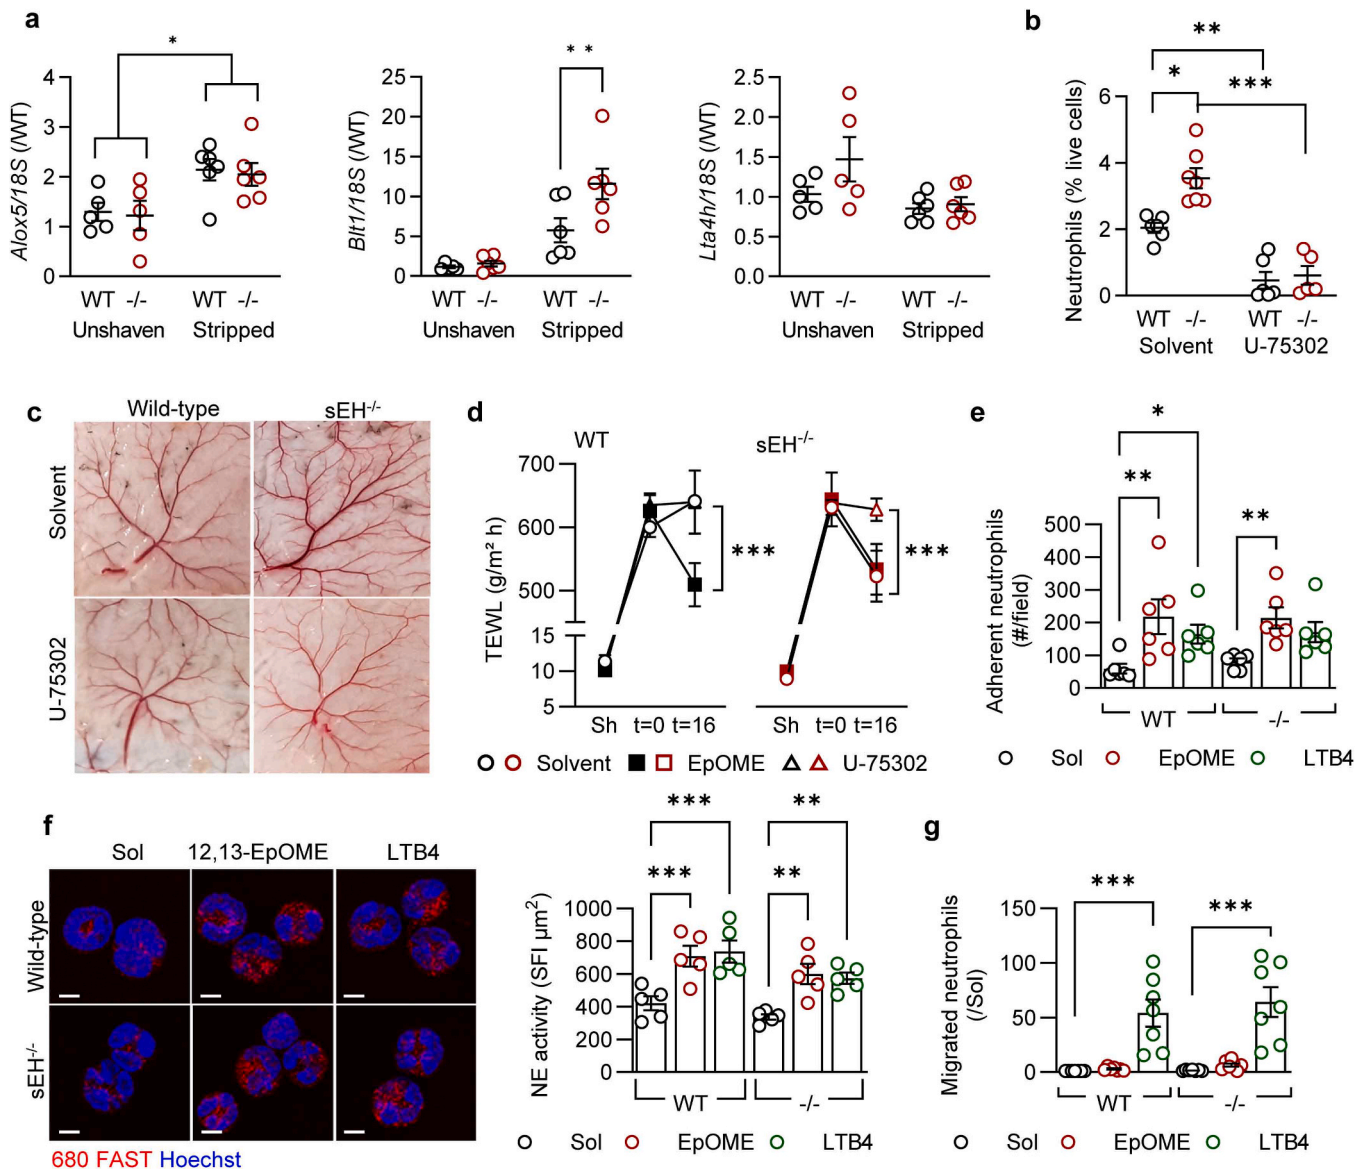 a
*
Alox5/18S (/WT)
4
3
2
1
0
WT -/- WT -/-
Unshaven Stripped
* *
Blt1/18S (/WT)
25
20
15
10
5
0
WT -/- WT -/-
Unshaven Stripped
Lta4h/18S (/WT)
2.5
2.0
1.5
1.0
0.5
0.0
WT -/- WT -/-
Unshaven Stripped
b
**
*
***
Neutrophils (% live cells)
6
4
2
0
WT -/- WT -/-
Solvent U-75302
c
Wild-type sEH-/-
Solvent
U-75302
d
WT sEH-/-
TEWL (g/m² h)
700
600
500
15
10
5
***
***
Sh t=0 t=16 Sh t=0 t=16
Solvent EpOME U-75302
e
*
**
**
Adherent neutrophils
(#/field)
500
400
300
200
100
0
WT -/-
Sol EpOME LTB4
f
Sol 12,13-EpOME LTB4
Wild-type
sEH-/-
680 FAST Hoechst
***
**
***
**
NE activity (SFI μm²)
1000
800
600
400
200
0
WT -/-
Sol EpOME LTB4
g
***
***
Migrated neutrophils
(/Sol)
150
100
50
0
WT -/-
Sol EpOME LTB4